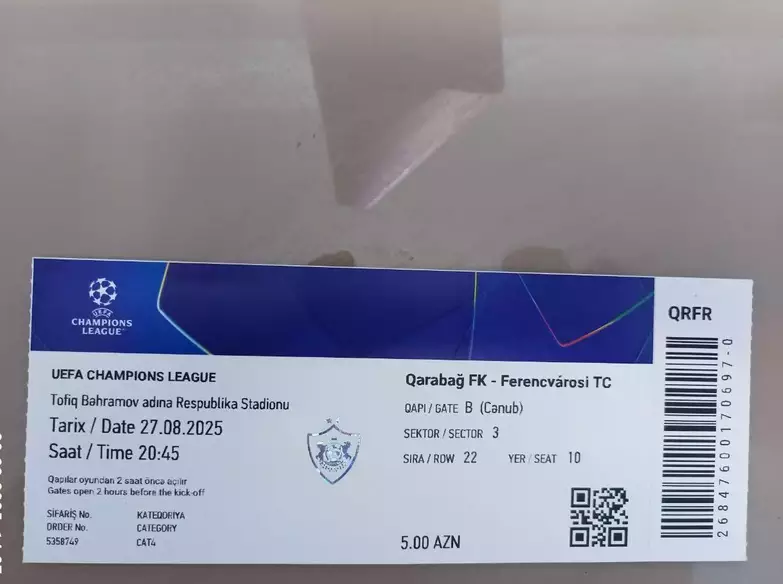 UEFA
CHAMPIONS
LEAGUE
QRFR
UEFA CHAMPIONS LEAGUE
Tofiq Bəhramov adına Respublika Stadionu
Tarix / Date 27.08.2025
Saat / Time 20:45
Qapılar oyundan 2 saat öncə açılır
Gates open 2 hours before the kick-off
SİFARİŞ No. KATEQORİYA
ORDER No. CATEGORY
5358749 CAT4
Qarabağ FK - Ferencvárosi TC
QAPI / GATE B (Cənub)
SEKTOR / SECTOR 3
SIRA / ROW 22 YER / SEAT 10
5.00 AZN
268476000170697-0